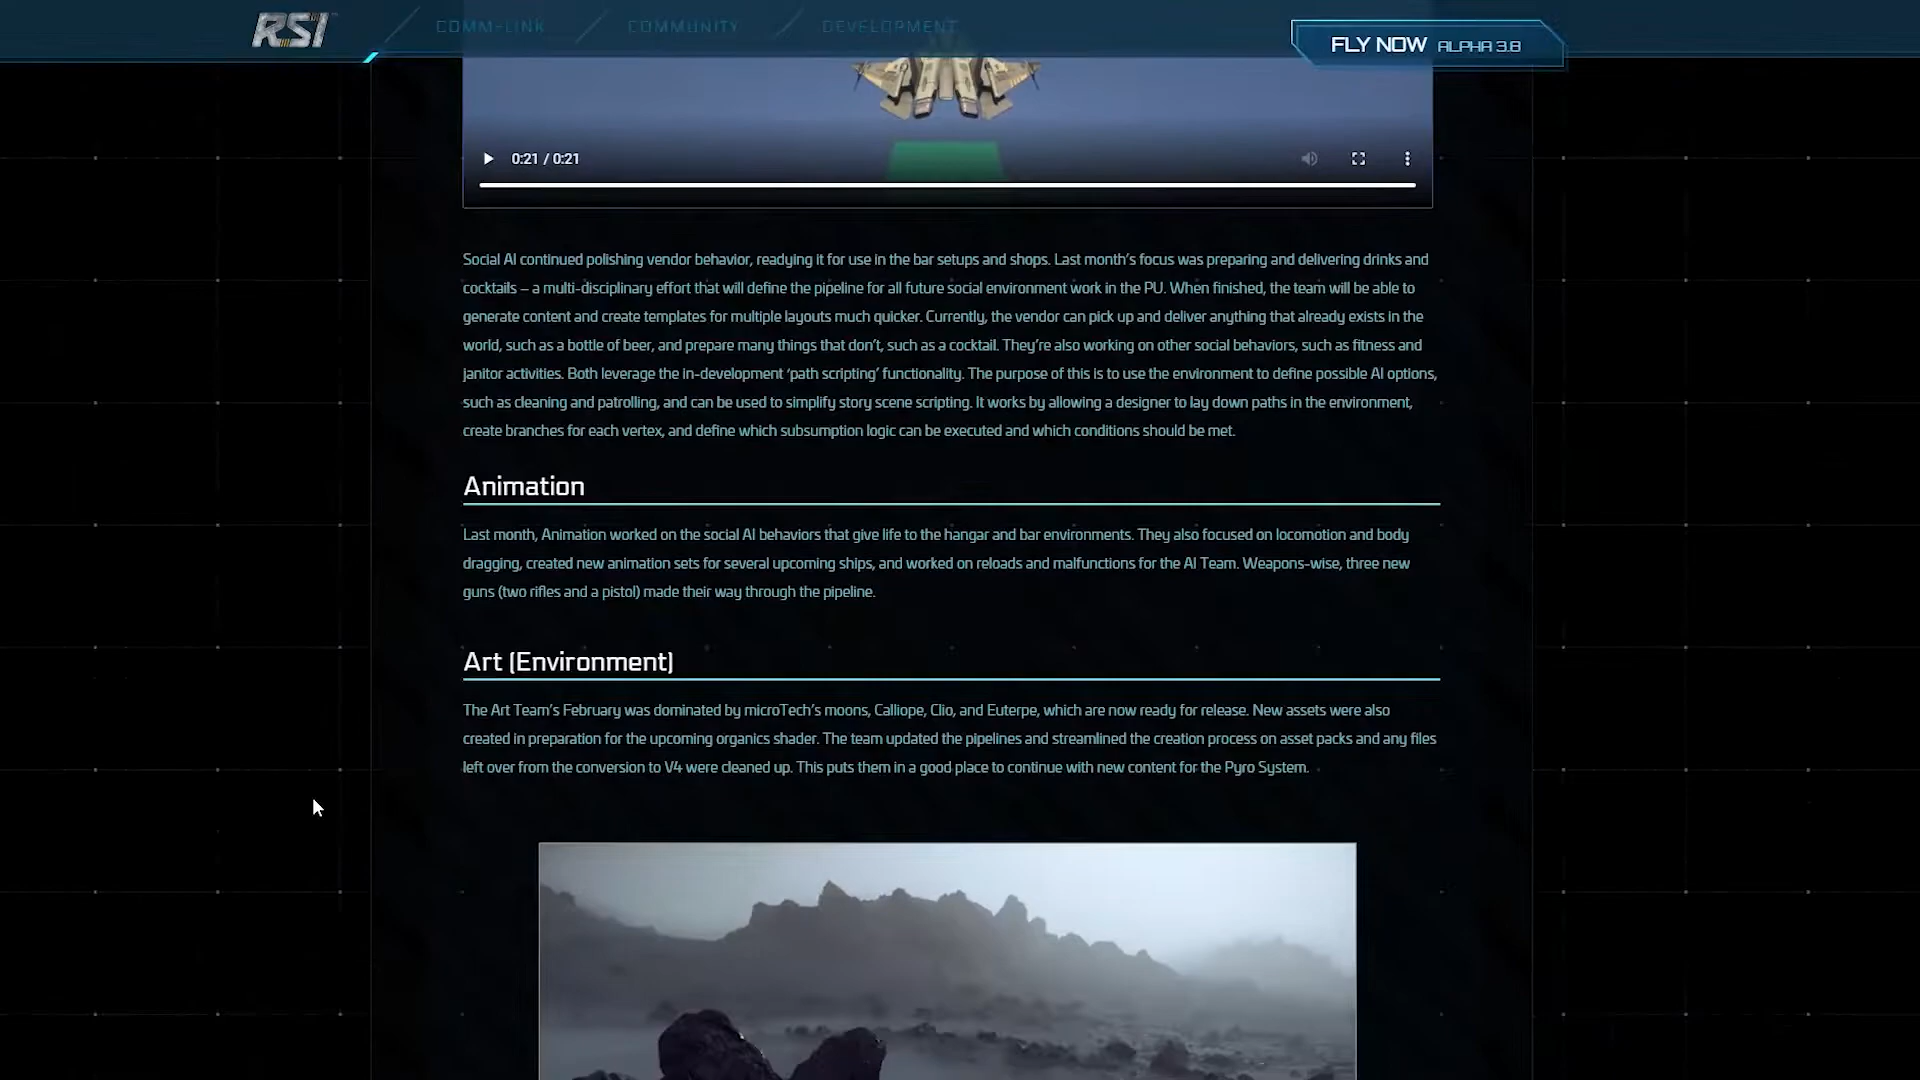 RSI
COMM-LINK
COMMUNITY
DEVELOPMENT
FLY NOW ALPHA 3.8
0:21 / 0:21
Social AI continued polishing vendor behavior, readying it for use in the bar setups and shops. Last month's focus was preparing and delivering drinks and
cocktails – a multi-disciplinary effort that will define the pipeline for all future social environment work in the PU. When finished, the team will be able to
generate content and create templates for multiple layouts much quicker. Currently, the vendor can pick up and deliver anything that already exists in the
world, such as a bottle of beer, and prepare many things that don't, such as a cocktail. They're also working on other social behaviors, such as fitness and
janitor activities. Both leverage the in-development 'path scripting' functionality. The purpose of this is to use the environment to define possible AI options,
such as cleaning and patrolling, and can be used to simplify story scene scripting. It works by allowing a designer to lay down paths in the environment,
create branches for each vertex, and define which subsumption logic can be executed and which conditions should be met.
Animation
Last month, Animation worked on the social AI behaviors that give life to the hangar and bar environments. They also focused on locomotion and body
dragging, created new animation sets for several upcoming ships, and worked on reloads and malfunctions for the AI Team. Weapons-wise, three new
guns (two rifles and a pistol) made their way through the pipeline.
Art (Environment)
The Art Team's February was dominated by microTech's moons, Calliope, Clio, and Euterpe, which are now ready for release. New assets were also
created in preparation for the upcoming organics shader. The team updated the pipelines and streamlined the creation process on asset packs and any files
left over from the conversion to V4 were cleaned up. This puts them in a good place to continue with new content for the Pyro System.